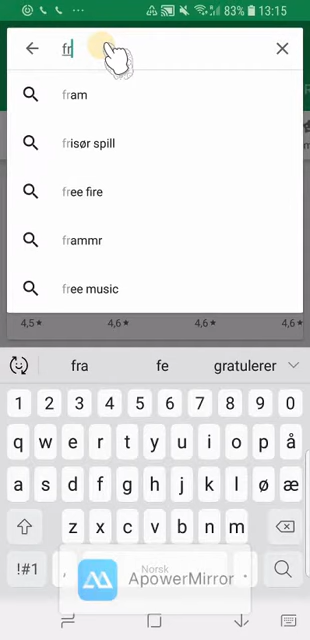 83% 13:15
fr
fram
frisør spill
free fire
frammr
free music
4,5★ 4,6★ 4,6★ 4,6★
fra fe gratulerer
1 2 3 4 5 6 7 8 9 0
q w e r t y u i o p å
a s d f g h j k l ø æ
z x c v b n m
!#1 , Norsk .
ApowerMirror